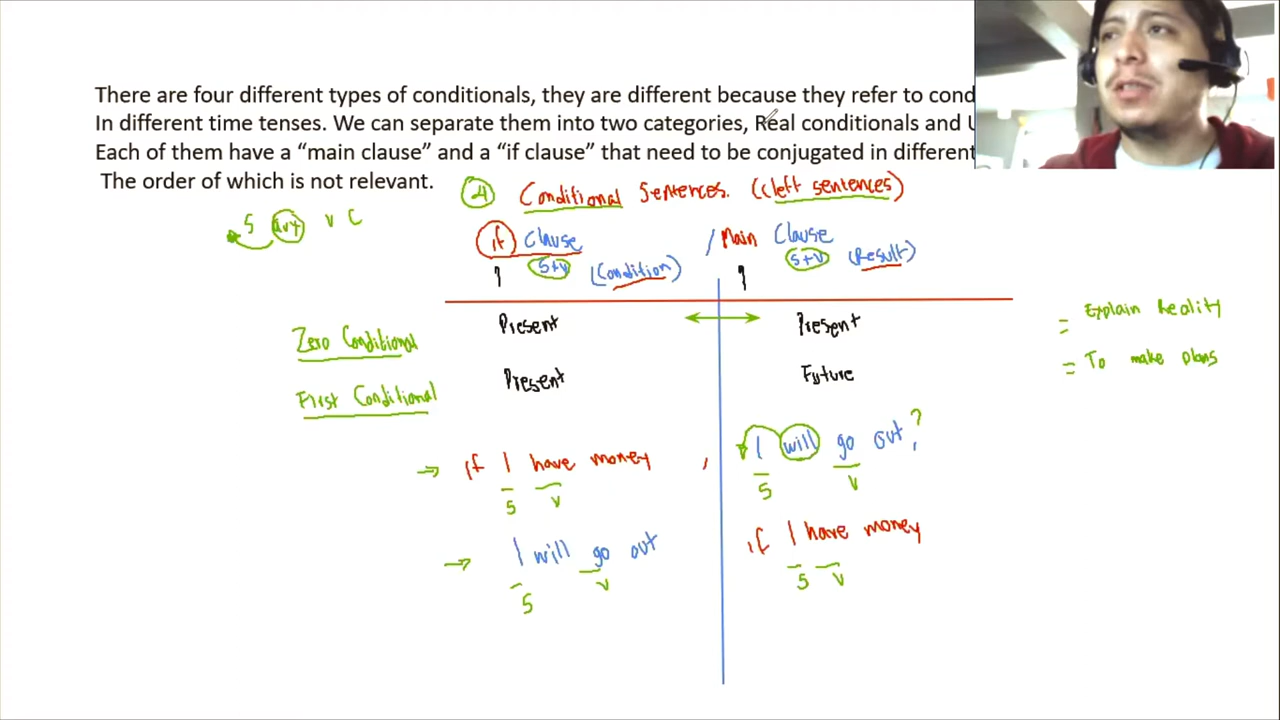 There are four different types of conditionals, they are different because they refer to cond
In different time tenses. We can separate them into two categories, Real conditionals and U
Each of them have a “main clause” and a “if clause” that need to be conjugated in different
The order of which is not relevant.
4 Conditional Sentences. (cleft sentences)
S aux v C
if Clause / Main Clause
S+V (Condition) S+V (Result)
1 1
Present Present
Zero Conditional
= Explain Reality
Present Future
First Conditional
= To make plans
→ if I have money , I will go out?
S V S V
→ I will go out if I have money
S V S V